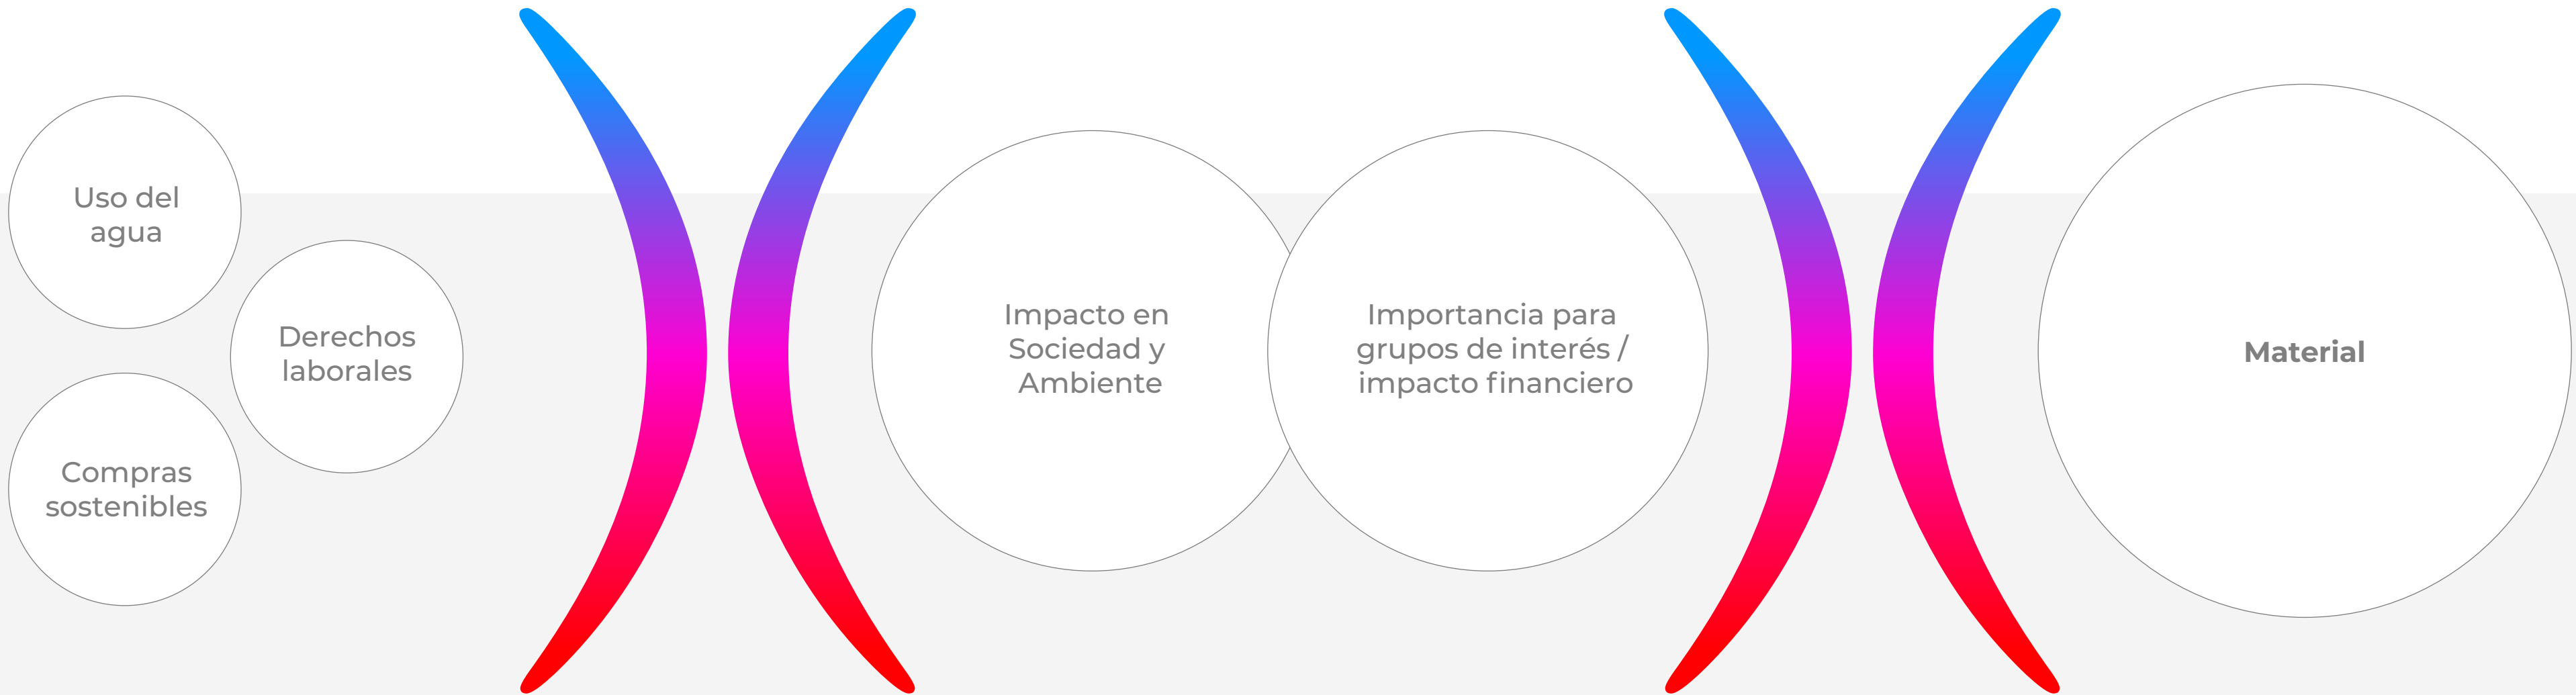 Uso del
agua
Derechos
laborales
Compras
sostenibles
Impacto en
Sociedad y
Ambiente
Importancia para
grupos de interés /
impacto financiero
Material